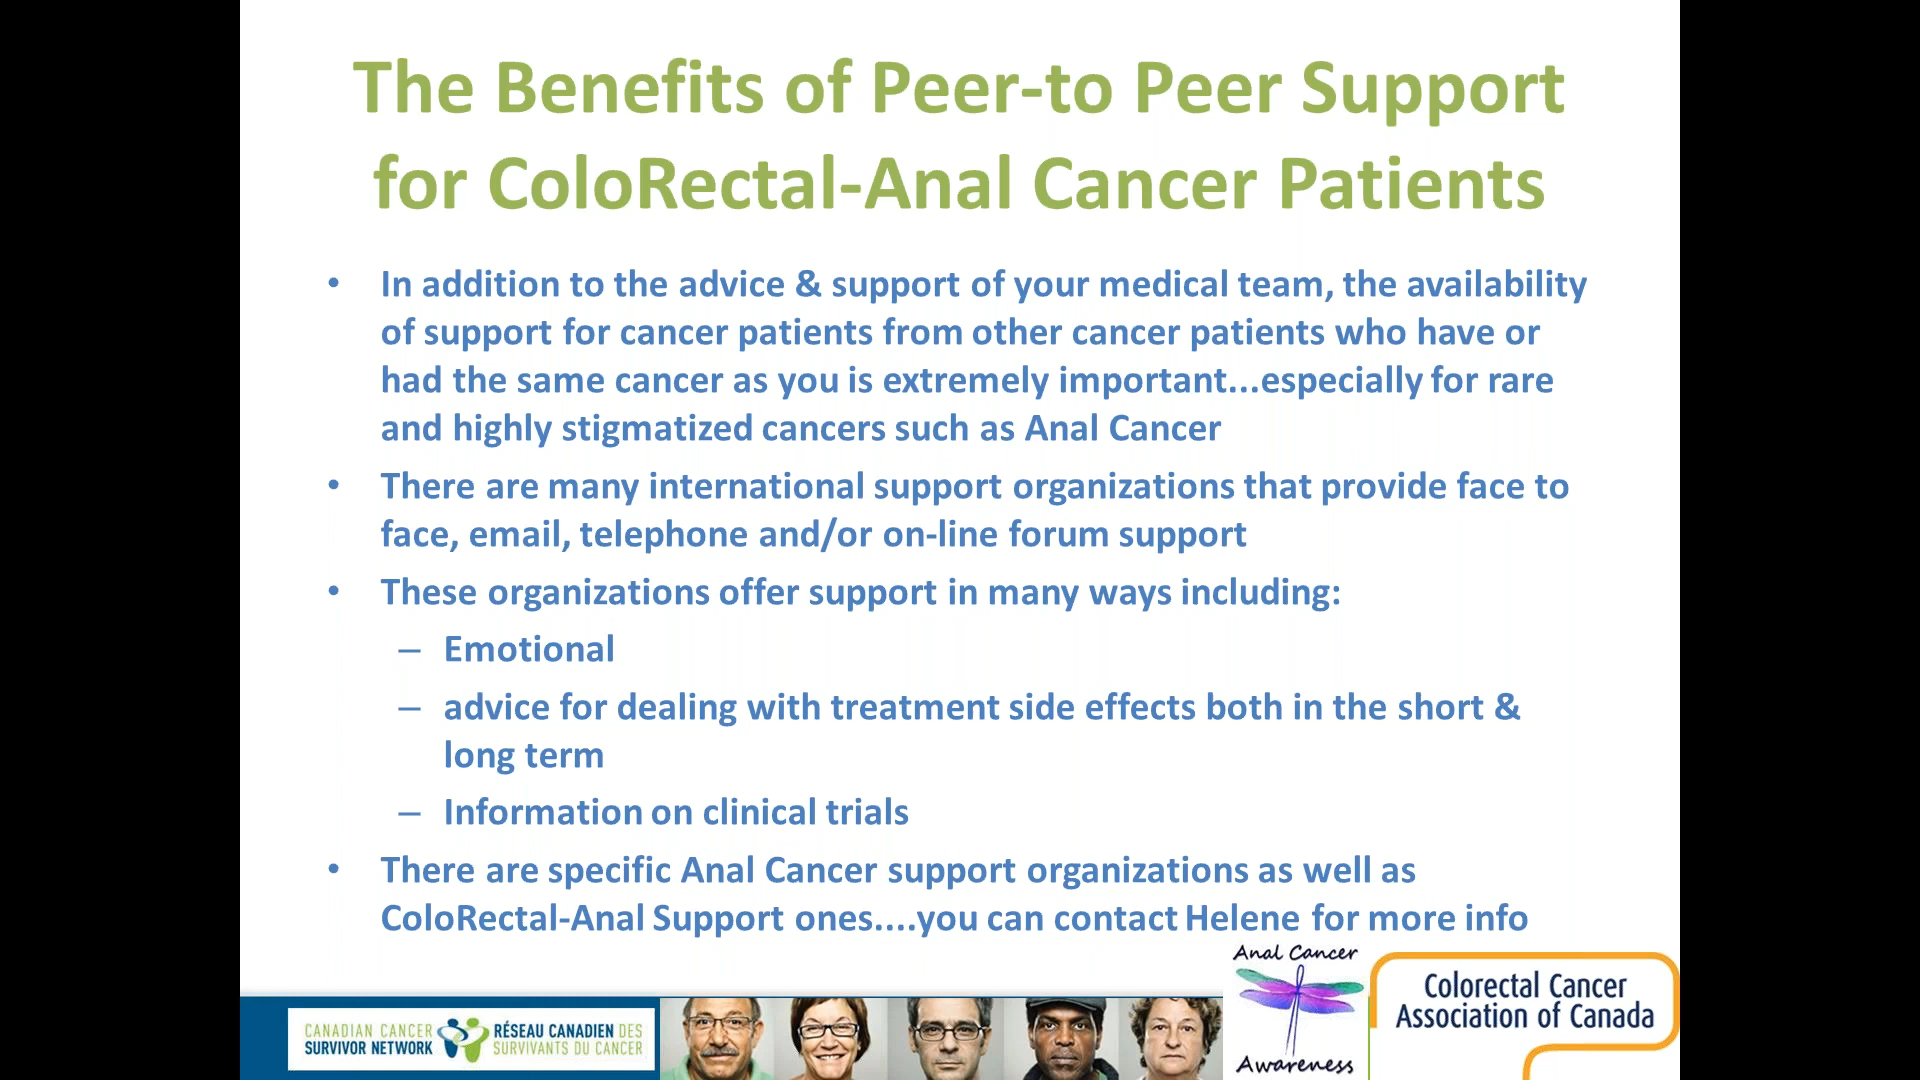 The Benefits of Peer-to Peer Support
for ColoRectal-Anal Cancer Patients
• In addition to the advice & support of your medical team, the availability
of support for cancer patients from other cancer patients who have or
had the same cancer as you is extremely important...especially for rare
and highly stigmatized cancers such as Anal Cancer
• There are many international support organizations that provide face to
face, email, telephone and/or on-line forum support
• These organizations offer support in many ways including:
– Emotional
– advice for dealing with treatment side effects both in the short &
long term
– Information on clinical trials
• There are specific Anal Cancer support organizations as well as
ColoRectal-Anal Support ones....you can contact Helene for more info
CANADIAN CANCER
SURVIVOR NETWORK
RÉSEAU CANADIEN DES
SURVIVANTS DU CANCER
Anal Cancer
Awareness
Colorectal Cancer
Association of Canada